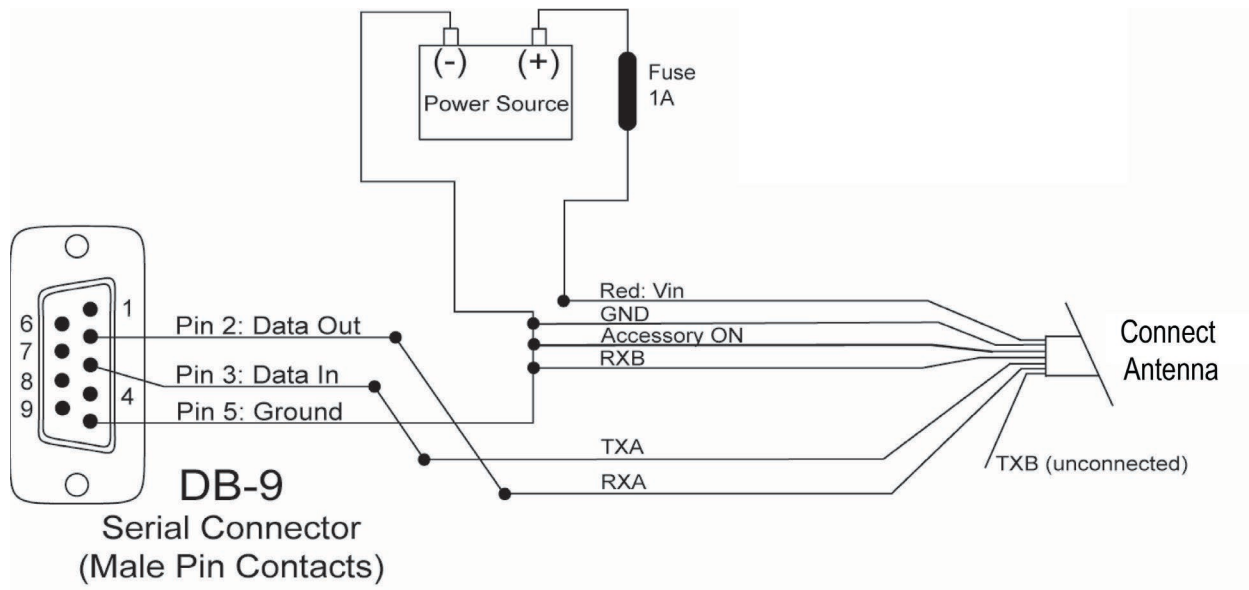 (-)
(+)
Power Source
Fuse
1A
1
6
7
8
9
4
Pin 2: Data Out
Pin 3: Data In
Pin 5: Ground
Red: Vin
GND
Accessory ON
RXB
TXA
RXA
TXB (unconnected)
Connect
Antenna
DB-9
Serial Connector
(Male Pin Contacts)